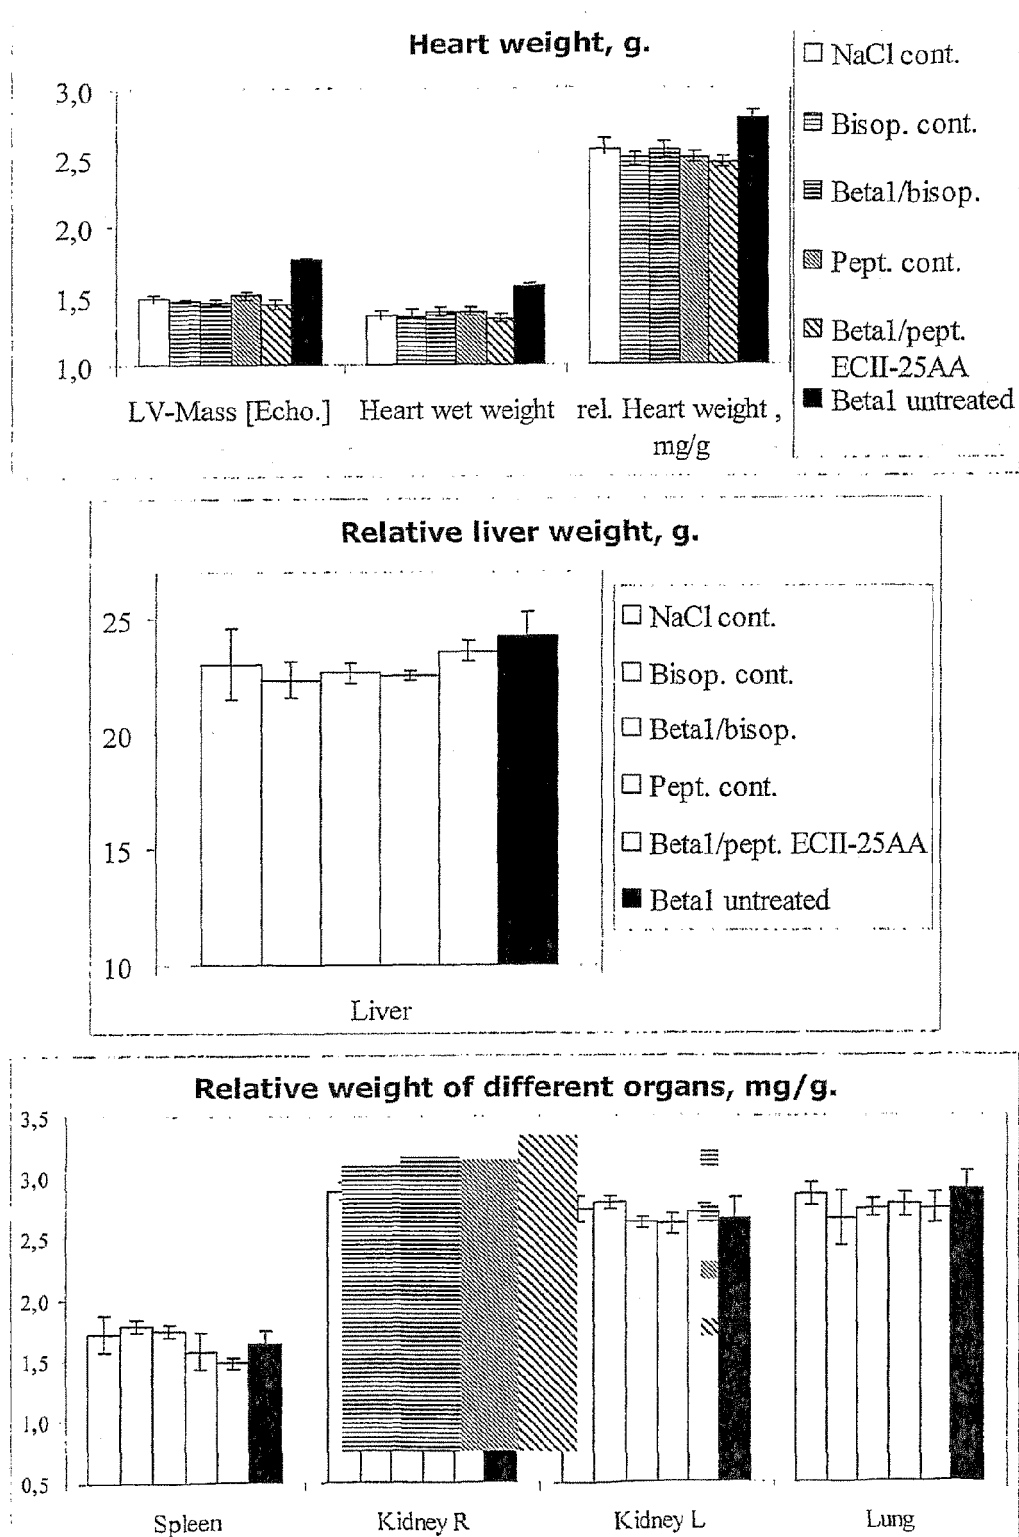 Heart weight, g.
3,0
2,5
2,0
1,5
1,0
LV-Mass [Echo.]
Heart wet weight
rel. Heart weight ,
mg/g
NaCl cont.
Bisop. cont.
Beta1/bisop.
Pept. cont.
Beta1/pept.
ECII-25AA
Beta1 untreated
Relative liver weight, g.
25
20
15
10
Liver
NaCl cont.
Bisop. cont.
Beta1/bisop.
Pept. cont.
Beta1/pept. ECII-25AA
Beta1 untreated
Relative weight of different organs, mg/g.
3,5
3,0
2,5
2,0
1,5
1,0
0,5
Spleen
Kidney R
Kidney L
Lung